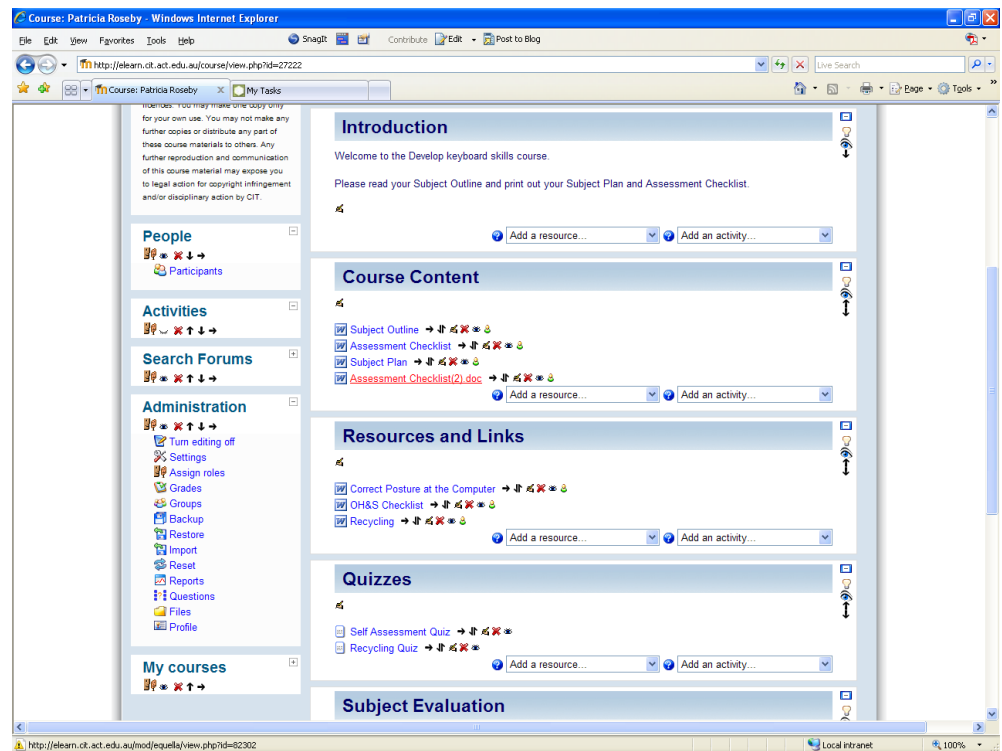 Course: Patricia Roseby - Windows Internet Explorer
File Edit View Favorites Tools Help
SnagIt Contribute Edit Post to Blog
http://elearn.cit.act.edu.au/course/view.php?id=27222
Live Search
Course: Patricia Roseby
My Tasks
Page Tools
licences. You may make one copy only
for your own use. You may not make any
further copies or distribute any part of
these course materials to others. Any
further reproduction and communication
of this course material may expose you
to legal action for copyright infringement
and/or disciplinary action by CIT.
People
Participants
Activities
Search Forums
Administration
Turn editing off
Settings
Assign roles
Grades
Groups
Backup
Restore
Import
Reset
Reports
Questions
Files
Profile
My courses
Introduction
Welcome to the Develop keyboard skills course.
Please read your Subject Outline and print out your Subject Plan and Assessment Checklist.
Add a resource... Add an activity...
Course Content
Subject Outline
Assessment Checklist
Subject Plan
Assessment Checklist(2).doc
Add a resource... Add an activity...
Resources and Links
Correct Posture at the Computer
OH&S Checklist
Recycling
Add a resource... Add an activity...
Quizzes
Self Assessment Quiz
Recycling Quiz
Add a resource... Add an activity...
Subject Evaluation
http://elearn.cit.act.edu.au/mod/equella/view.php?id=82302
Local intranet
100%